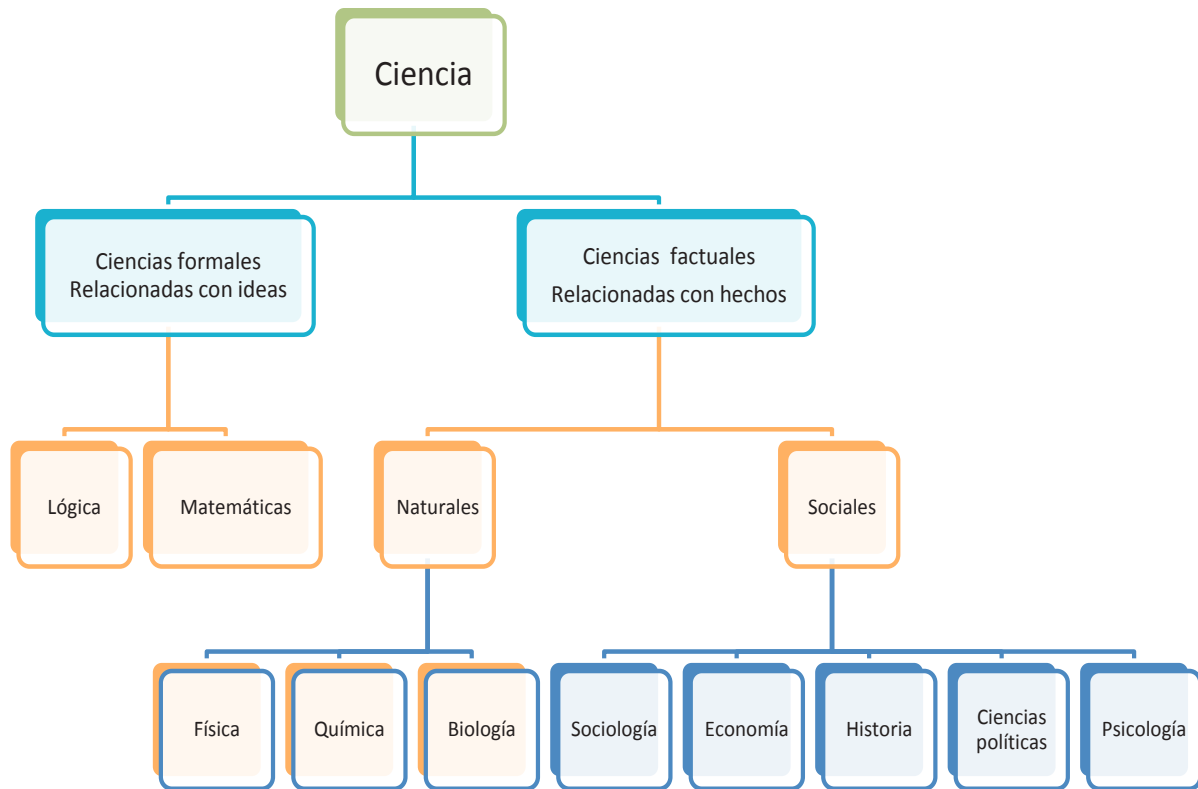 Ciencia
Ciencias formales
Relacionadas con ideas
Ciencias factuales
Relacionadas con hechos
Lógica
Matemáticas
Naturales
Sociales
Física
Química
Biología
Sociología
Economía
Historia
Ciencias
políticas
Psicología